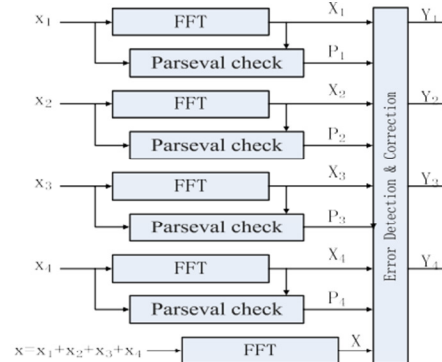 x1 FFT X1 Y1
Parseval check P1
x2 FFT X2 Y2
Parseval check P2
x3 FFT X3 Y3
Parseval check P3
x4 FFT X4 Y4
Parseval check P4
x=x1+x2+x3+x4 FFT X
Error Detection & Correction